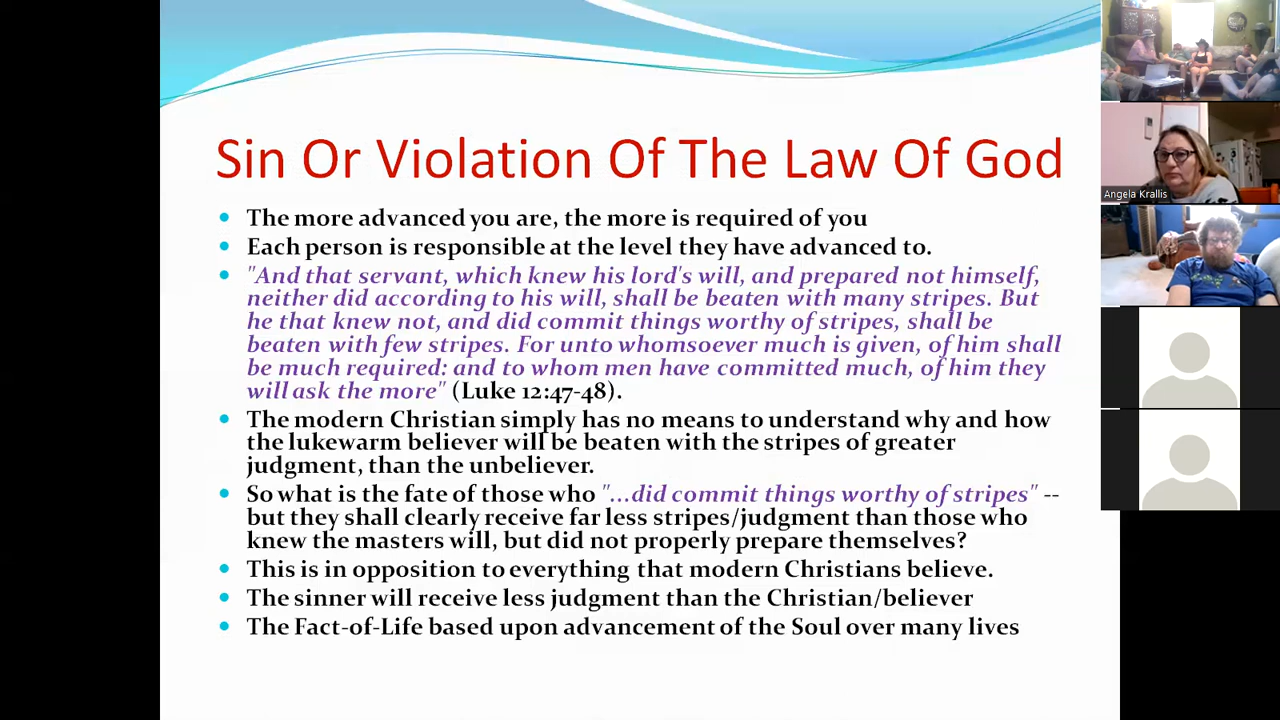 Sin Or Violation Of The Law Of God
The more advanced you are, the more is required of you
Each person is responsible at the level they have advanced to.
"And that servant, which knew his lord's will, and prepared not himself,
neither did according to his will, shall be beaten with many stripes. But
he that knew not, and did commit things worthy of stripes, shall be
beaten with few stripes. For unto whomsoever much is given, of him shall
be much required: and to whom men have committed much, of him they
will ask the more" (Luke 12:47-48).
The modern Christian simply has no means to understand why and how
the lukewarm believer will be beaten with the stripes of greater
judgment, than the unbeliever.
So what is the fate of those who "...did commit things worthy of stripes" --
but they shall clearly receive far less stripes/judgment than those who
knew the masters will, but did not properly prepare themselves?
This is in opposition to everything that modern Christians believe.
The sinner will receive less judgment than the Christian/believer
The Fact-of-Life based upon advancement of the Soul over many lives
Angela Krallis